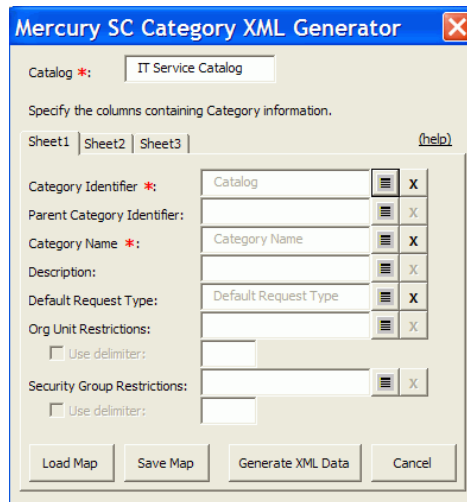 Mercury SC Category XML Generator X
Catalog *: IT Service Catalog
Specify the columns containing Category information.
Sheet1 Sheet2 Sheet3 (help)
Category Identifier *: Catalog x
Parent Category Identifier: x
Category Name *: Category Name x
Description: x
Default Request Type: Default Request Type x
Org Unit Restrictions: x
Use delimiter:
Security Group Restrictions: x
Use delimiter:
Load Map Save Map Generate XML Data Cancel